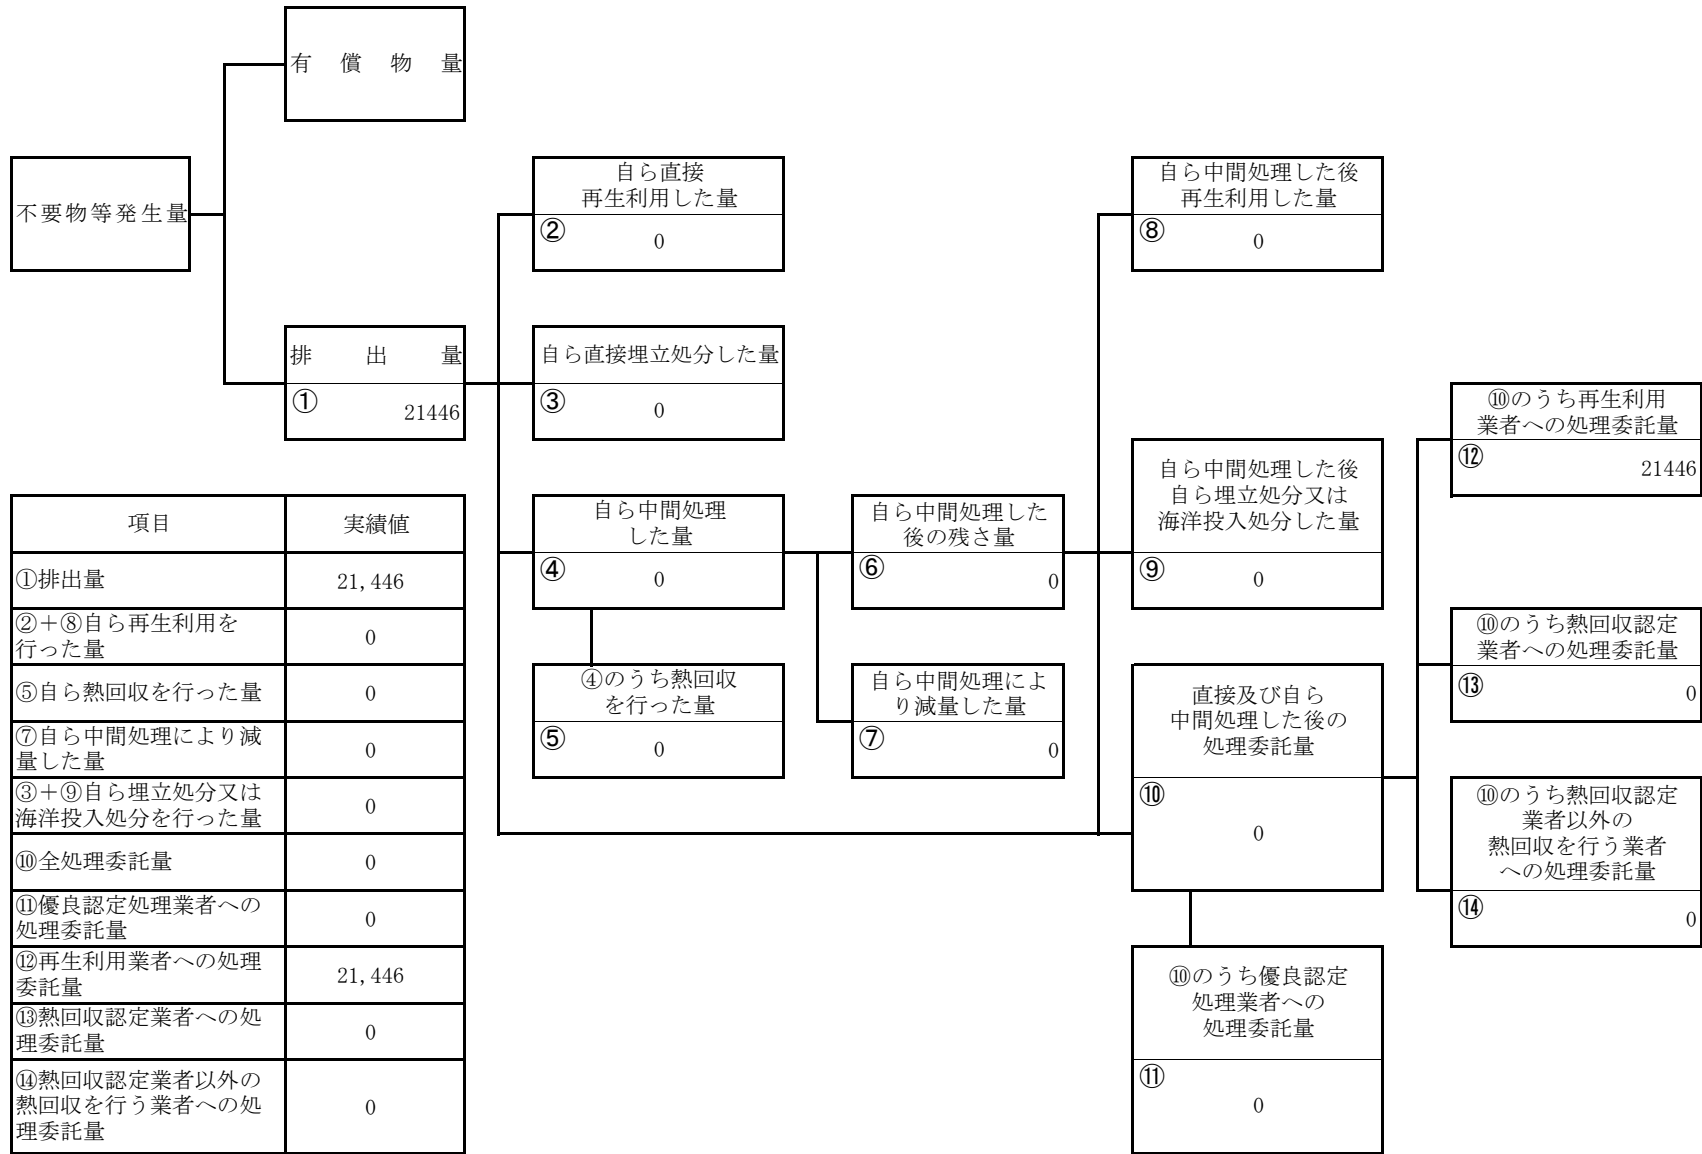 有償物量
不要物等発生量
排出量
① 21446
自ら直接
再生利用した量
② 0
自ら直接埋立処分した量
③ 0
自ら中間処理
した量
④ 0
④のうち熱回収
を行った量
⑤ 0
自ら中間処理した
後の残さ量
⑥ 0
自ら中間処理によ
り減量した量
⑦ 0
自ら中間処理した後
再生利用した量
⑧ 0
自ら中間処理した後
自ら埋立処分又は
海洋投入処分した量
⑨ 0
直接及び自ら
中間処理した後の
処理委託量
⑩
0
⑩のうち優良認定
処理業者への
処理委託量
⑪
0
⑩のうち再生利用
業者への処理委託量
⑫ 21446
⑩のうち熱回収認定
業者への処理委託量
⑬ 0
⑩のうち熱回収認定
業者以外の
熱回収を行う業者
への処理委託量
⑭ 0
項目 実績値
①排出量 21,446
②＋⑧自ら再生利用を
行った量 0
⑤自ら熱回収を行った量 0
⑦自ら中間処理により減
量した量 0
③＋⑨自ら埋立処分又は
海洋投入処分を行った量 0
⑩全処理委託量 0
⑪優良認定処理業者への
処理委託量 0
⑫再生利用業者への処理
委託量 21,446
⑬熱回収認定業者への処
理委託量 0
⑭熱回収認定業者以外の
熱回収を行う業者への処
理委託量 0